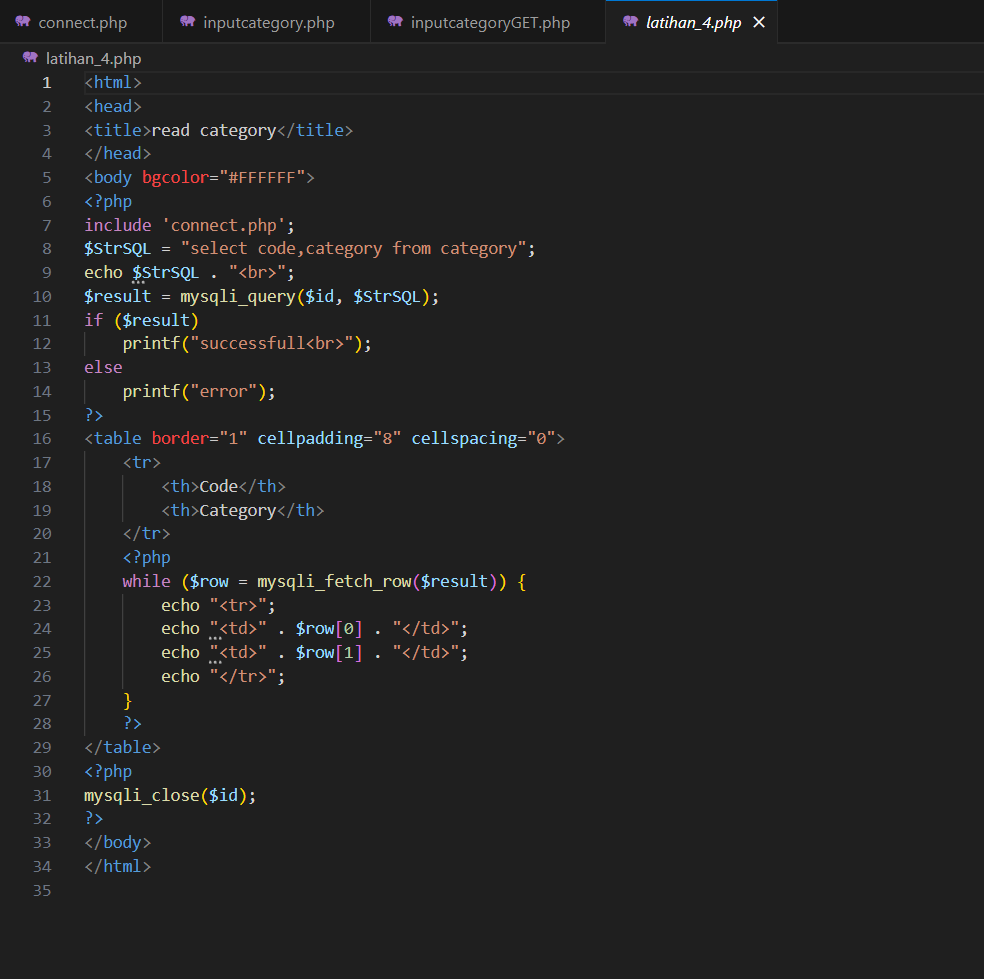 connect.php inputcategory.php inputcategoryGET.php latihan_4.php ×
latihan_4.php
1 <html>
2 <head>
3 <title>read category</title>
4 </head>
5 <body bgcolor="#FFFFFF">
6 <?php
7 include 'connect.php';
8 $StrSQL = "select code,category from category";
9 echo $StrSQL . "<br>";
10 $result = mysqli_query($id, $StrSQL);
11 if ($result)
12     printf("successfull<br>");
13 else
14     printf("error");
15 ?>
16 <table border="1" cellpadding="8" cellspacing="0">
17     <tr>
18         <th>Code</th>
19         <th>Category</th>
20     </tr>
21     <?php
22     while ($row = mysqli_fetch_row($result)) {
23         echo "<tr>";
24         echo "<td>" . $row[0] . "</td>";
25         echo "<td>" . $row[1] . "</td>";
26         echo "</tr>";
27     }
28     ?>
29 </table>
30 <?php
31 mysqli_close($id);
32 ?>
33 </body>
34 </html>
35